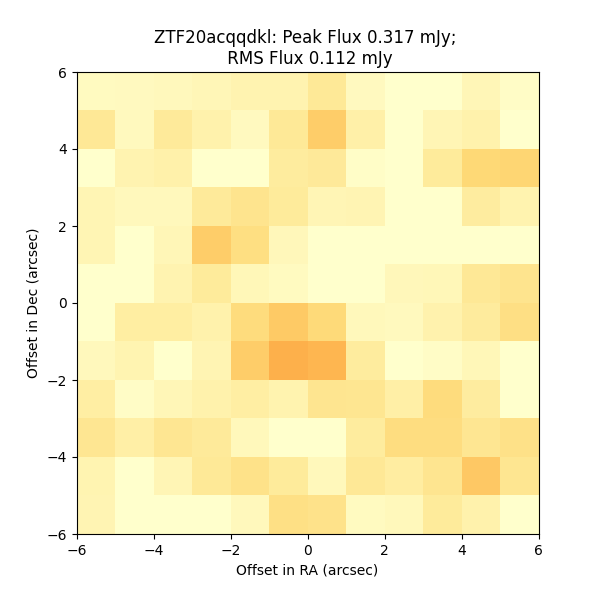 ZTF20acqqdkl: Peak Flux 0.317 mJy;
RMS Flux 0.112 mJy
6
4
2
0
−2
−4
−6
Offset in Dec (arcsec)
−6 −4 −2 0 2 4 6
Offset in RA (arcsec)